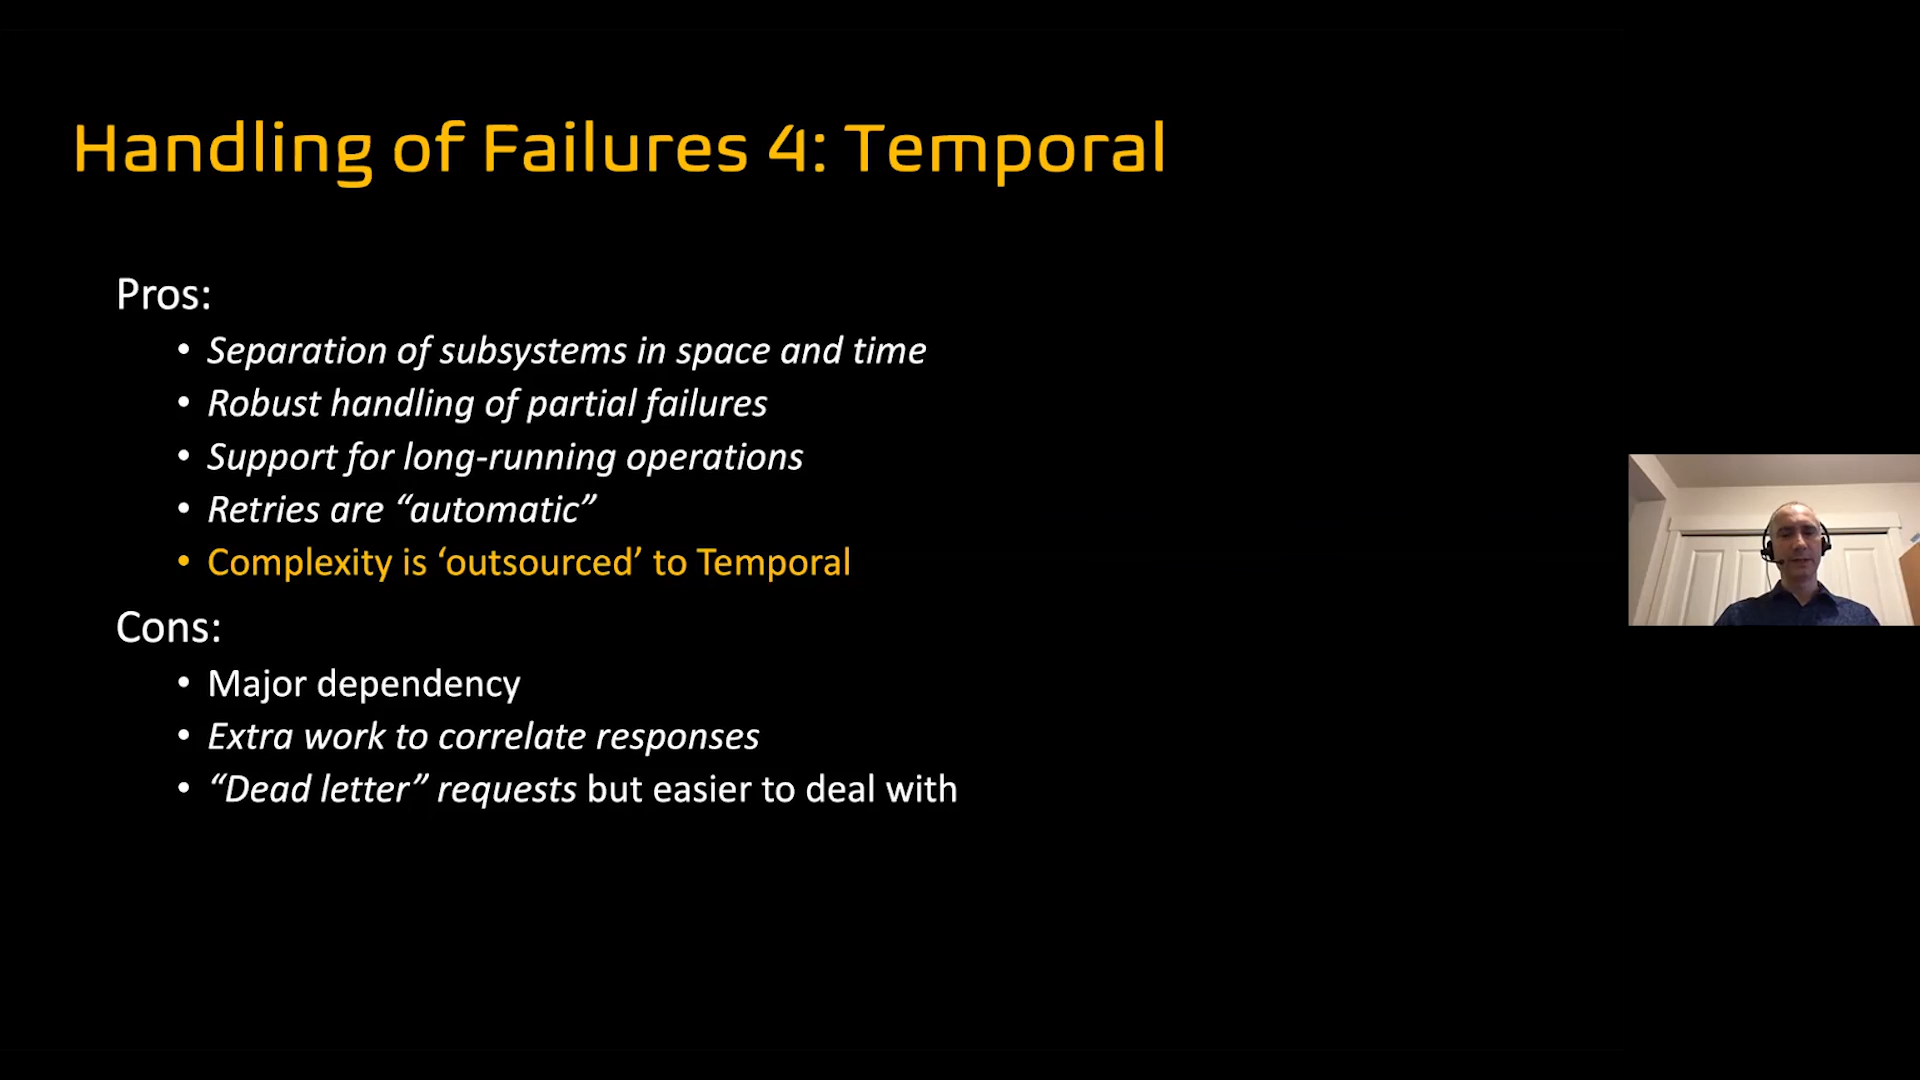 Handling of Failures 4: Temporal
Pros:
• Separation of subsystems in space and time
• Robust handling of partial failures
• Support for long-running operations
• Retries are “automatic”
• Complexity is ‘outsourced’ to Temporal
Cons:
• Major dependency
• Extra work to correlate responses
• “Dead letter” requests but easier to deal with